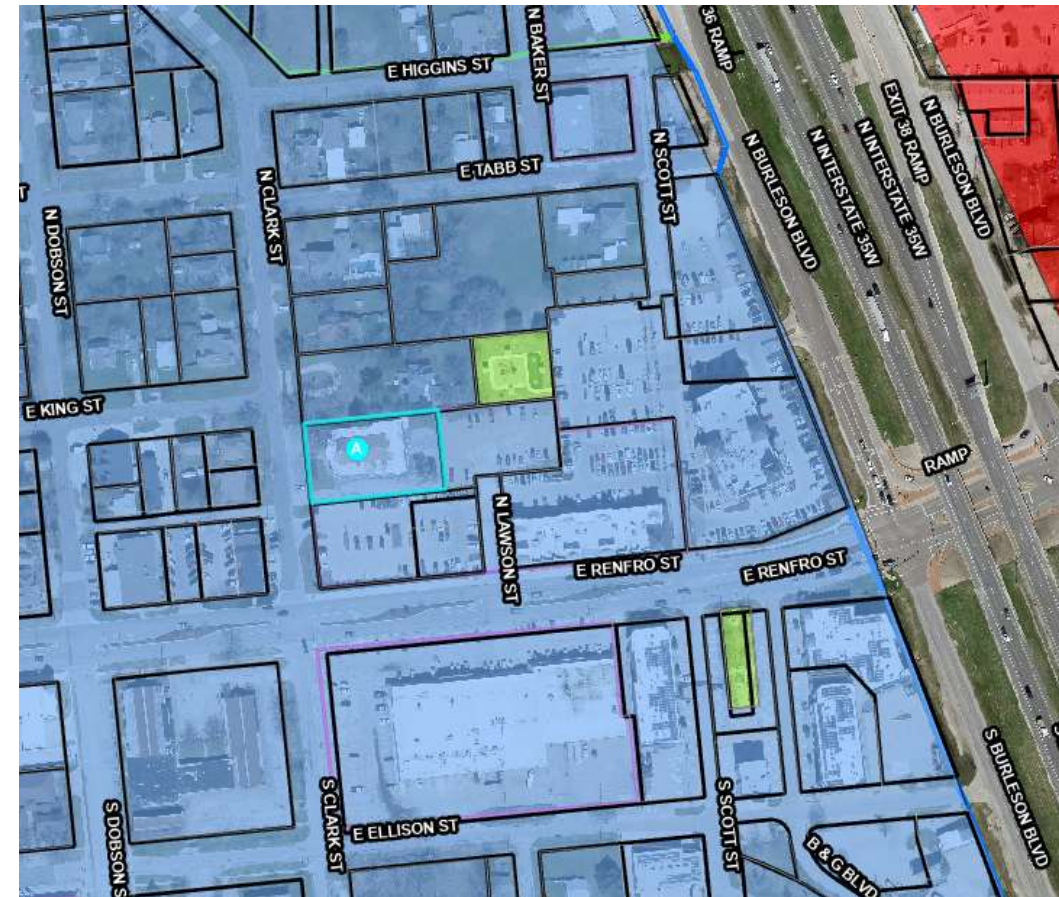 36 RAMP
N BAKER ST
E HIGGINS ST
EXIT 38 RAMP
N BURLESON BLVD
N INTERSTATE 35W
N INTERSTATE 35W
N BURLESON BLVD
N SCOTT ST
E TABB ST
N CLARK ST
N DOBSON ST
E KING ST
A
RAMP
N LAWSON ST
E RENFRO ST
E RENFRO ST
S CLARK ST
S DOBSON S
E ELLISON ST
S SCOTT ST
B & G BLVD
S BURLESON BLVD